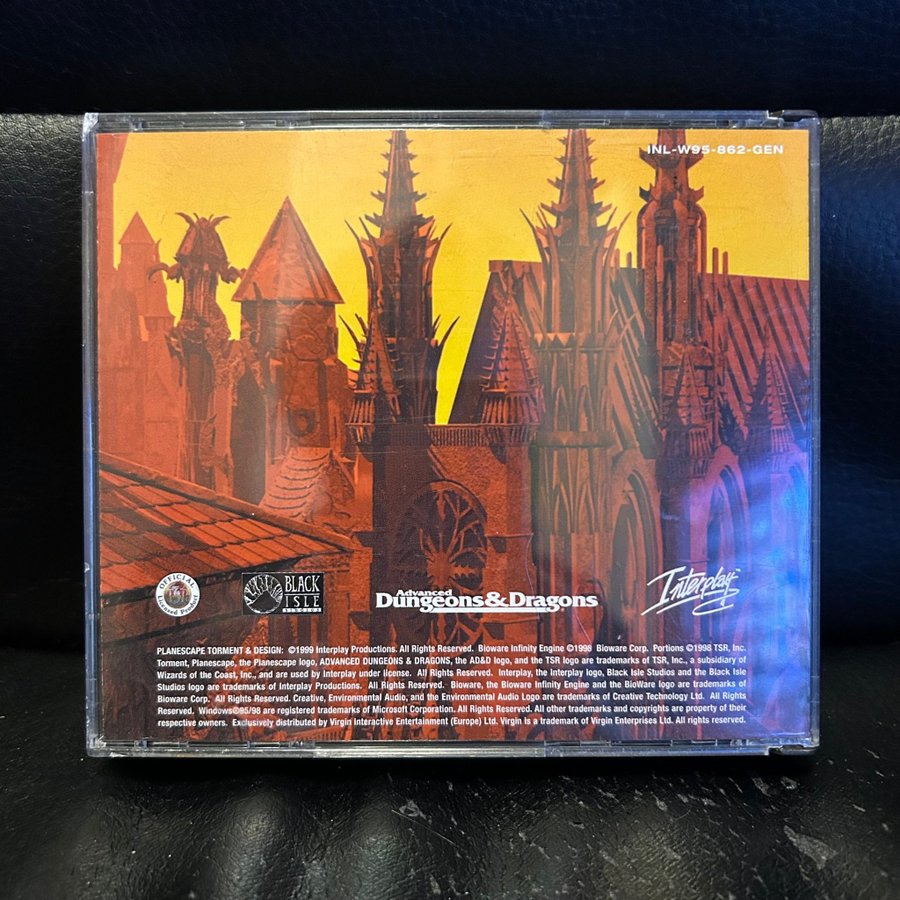 INL-W95-862-GEN
OFFICIAL
Licensed Product
BLACK
ISLE
STUDIOS
Advanced
Dungeons & Dragons
Interplay™
PLANESCAPE TORMENT & DESIGN: ©1999 Interplay Productions. All Rights Reserved. Bioware Infinity Engine ©1998 Bioware Corp. Portions ©1998 TSR, Inc.
Torment, Planescape, the Planescape logo, ADVANCED DUNGEONS & DRAGONS, the AD&D logo, and the TSR logo are trademarks of TSR, Inc., a subsidiary of
Wizards of the Coast, Inc., and are used by Interplay under license. All Rights Reserved. Interplay, the Interplay logo, Black Isle Studios and the Black Isle
Studios logo are trademarks of Interplay Productions. All Rights Reserved. Bioware, the Bioware Infinity Engine and the BioWare logo are trademarks of
Bioware Corp. All Rights Reserved. Creative, Environmental Audio, and the Environmental Audio Logo are trademarks of Creative Technology Ltd. All Rights
Reserved. Windows®95/98 are registered trademarks of Microsoft Corporation. All other trademarks and copyrights are property of their
respective owners. Exclusively distributed by Virgin Interactive Entertainment (Europe) Ltd. Virgin is a trademark of Virgin Enterprises Ltd. All rights reserved.